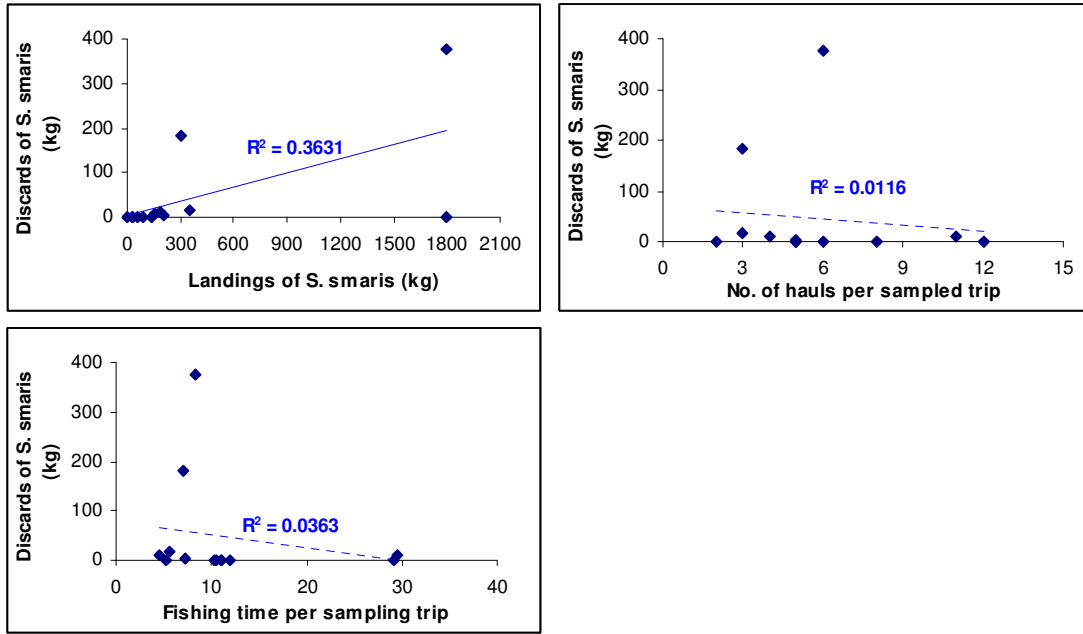 Discards of S. smaris
(kg)
400
300
200
100
0
R² = 0.3631
0 300 600 900 1200 1500 1800 2100
Landings of S. smaris (kg)
Discards of S. smaris
(kg)
400
300
200
100
0
R² = 0.0116
0 3 6 9 12 15
No. of hauls per sampled trip
Discards of S. smaris
(kg)
400
300
200
100
0
R² = 0.0363
0 10 20 30 40
Fishing time per sampling trip